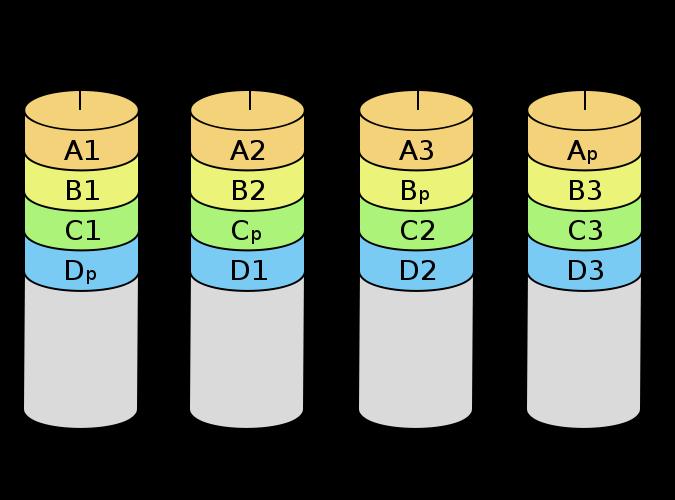 A1 A2 A3 Ap
B1 B2 Bp B3
C1 Cp C2 C3
Dp D1 D2 D3